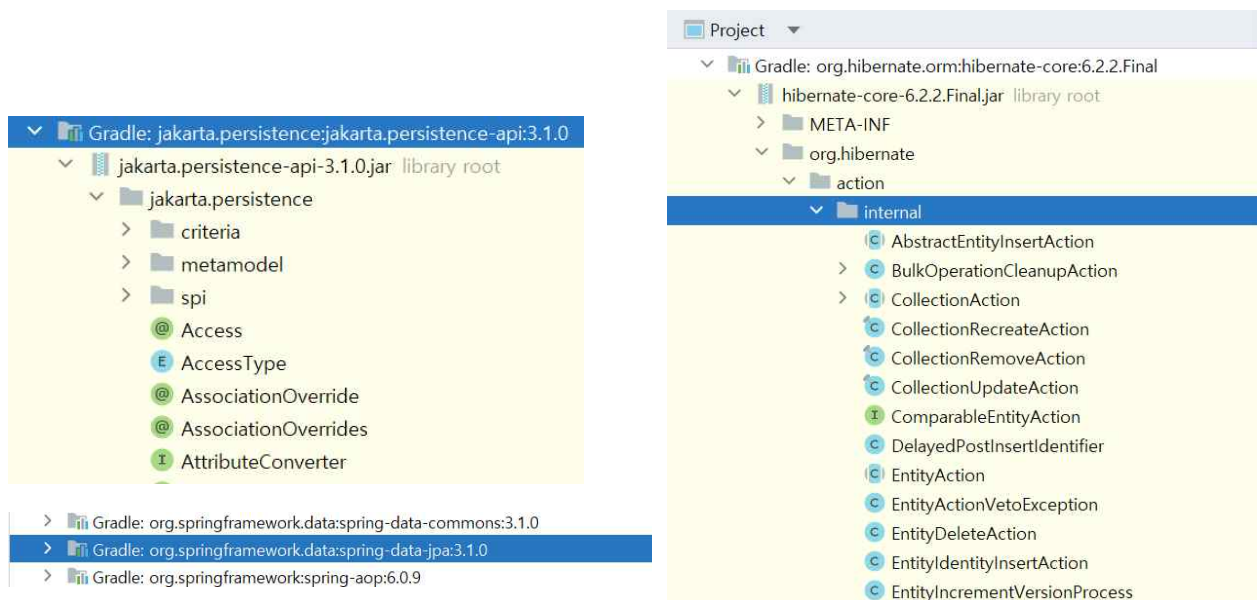 Gradle: jakarta.persistence:jakarta.persistence-api:3.1.0
jakarta.persistence-api-3.1.0.jar library root
jakarta.persistence
criteria
metamodel
spi
Access
AccessType
AssociationOverride
AssociationOverrides
AttributeConverter
Gradle: org.springframework.data:spring-data-commons:3.1.0
Gradle: org.springframework.data:spring-data-jpa:3.1.0
Gradle: org.springframework:spring-aop:6.0.9
Project
Gradle: org.hibernate.orm:hibernate-core:6.2.2.Final
hibernate-core-6.2.2.Final.jar library root
META-INF
org.hibernate
action
internal
AbstractEntityInsertAction
BulkOperationCleanupAction
CollectionAction
CollectionRecreateAction
CollectionRemoveAction
CollectionUpdateAction
ComparableEntityAction
DelayedPostInsertIdentifier
EntityAction
EntityActionVetoException
EntityDeleteAction
EntityIdentityInsertAction
EntityIncrementVersionProcess